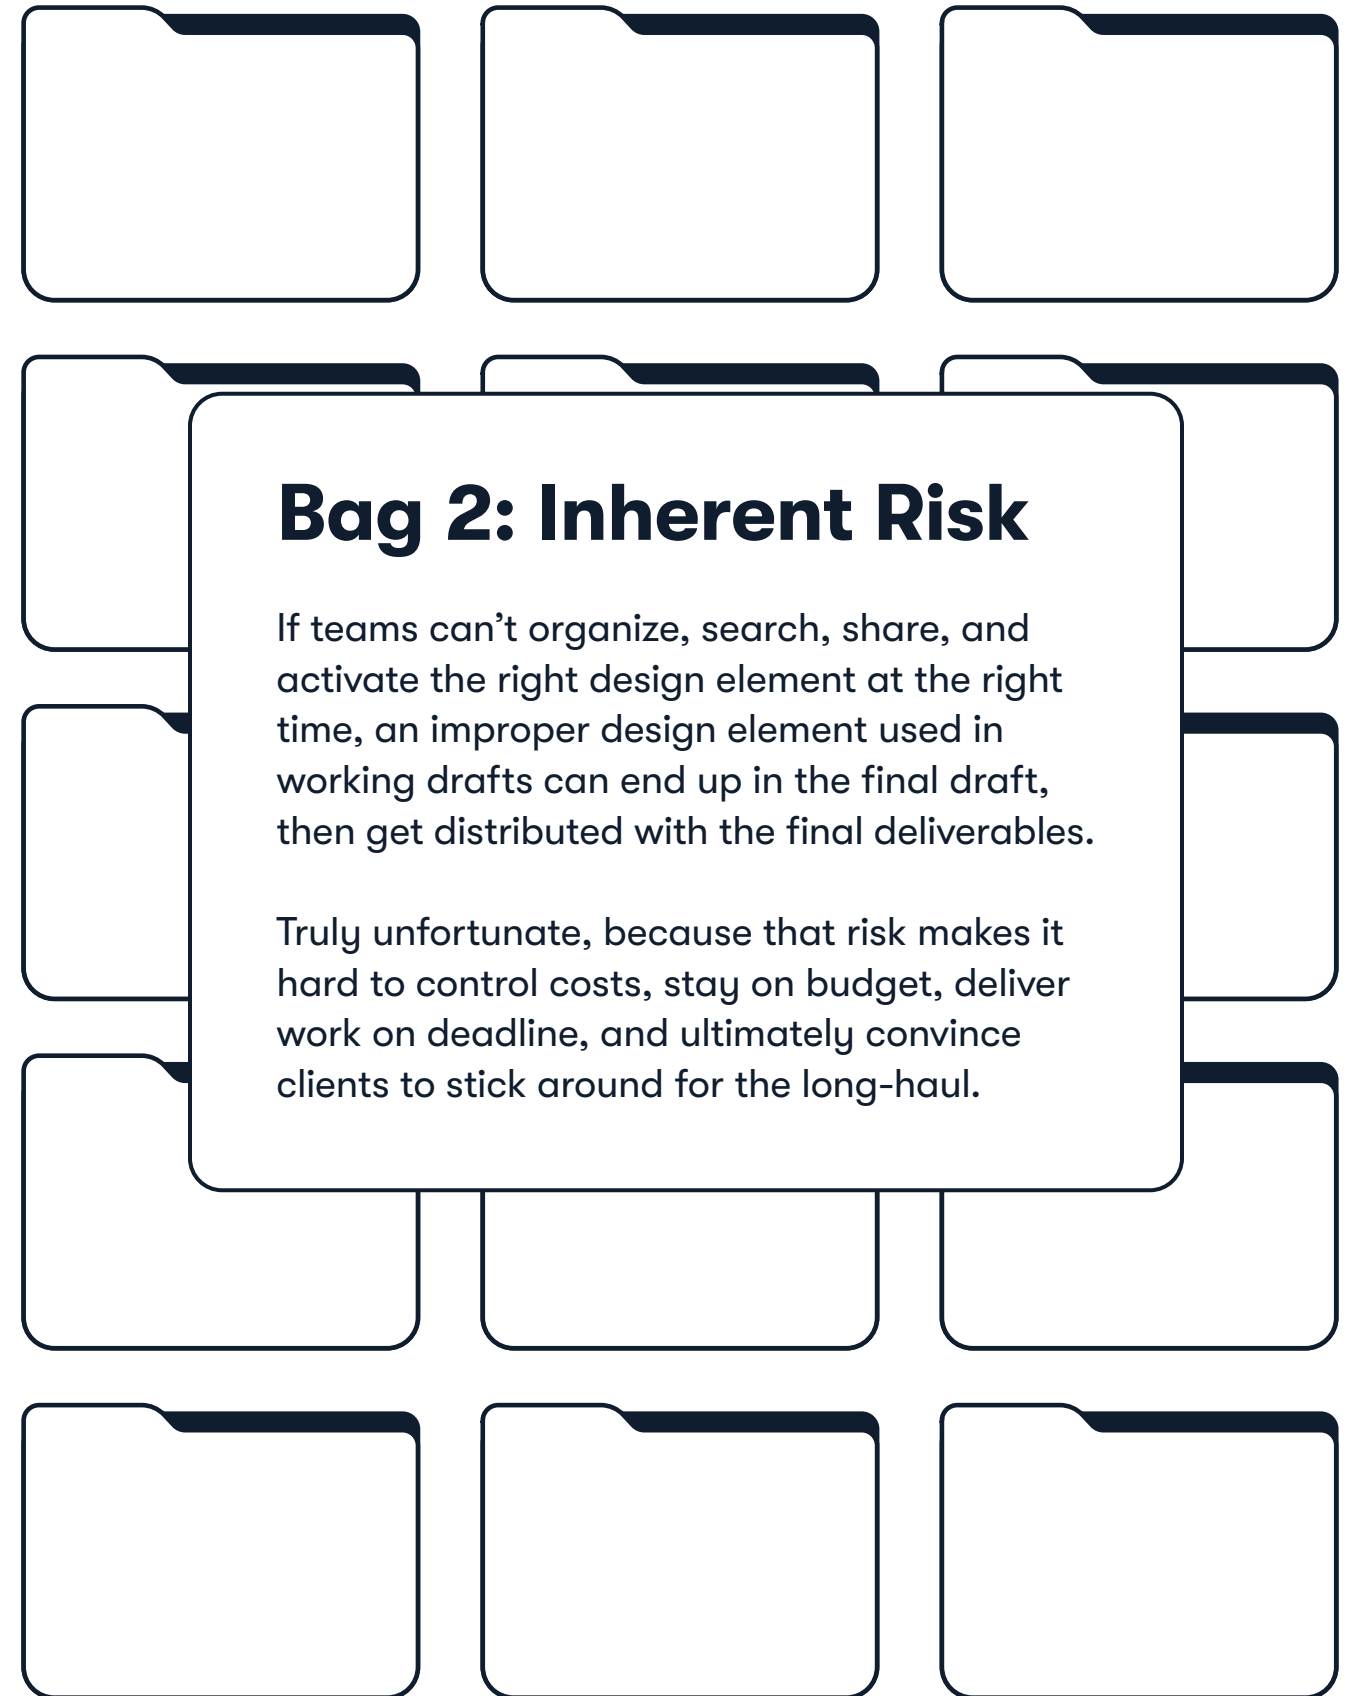 Bag 2: Inherent Risk
If teams can’t organize, search, share, and
activate the right design element at the right
time, an improper design element used in
working drafts can end up in the final draft,
then get distributed with the final deliverables.
Truly unfortunate, because that risk makes it
hard to control costs, stay on budget, deliver
work on deadline, and ultimately convince
clients to stick around for the long-haul.